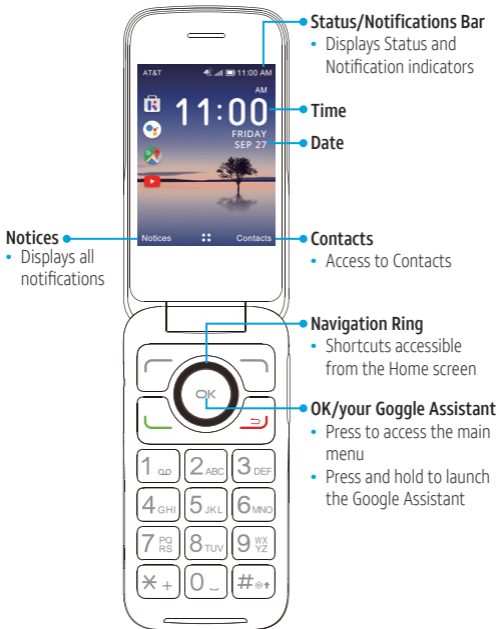 Status/Notifications Bar
• Displays Status and
Notification indicators
AT&T 11:00 AM
AM
11:00
FRIDAY
SEP 27
Time
Date
Notices
• Displays all
notifications
Notices Contacts
Contacts
• Access to Contacts
Navigation Ring
• Shortcuts accessible
from the Home screen
OK
OK/your Goggle Assistant
• Press to access the main
menu
• Press and hold to launch
the Google Assistant
1 2 ABC 3 DEF
4 GHI 5 JKL 6 MNO
7 PQRS 8 TUV 9 WXYZ
* + 0 #